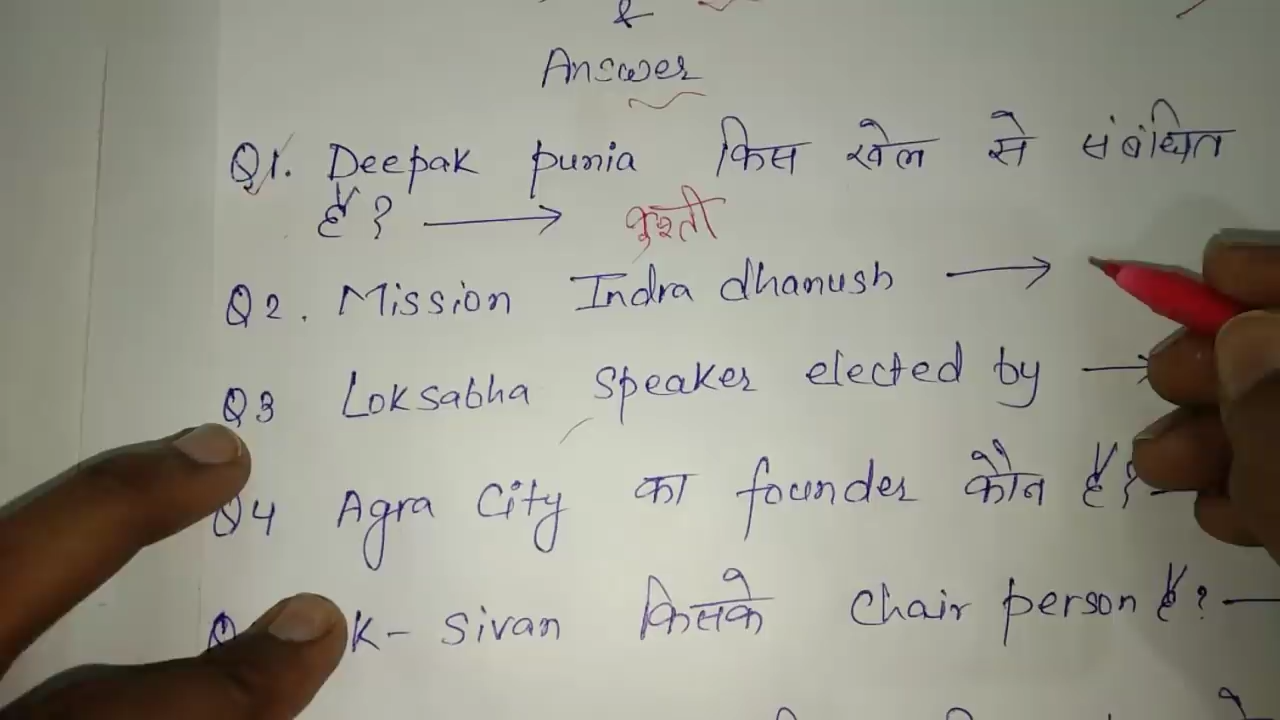 &
Answer
Q1. Deepak punia किस खेल से संबंधित
है? → कुश्ती
Q2. Mission Indra dhanush →
Q3 Loksabha Speaker elected by →
Q4 Agra City का founder कौन है?
K- Sivan किसके Chair person है?